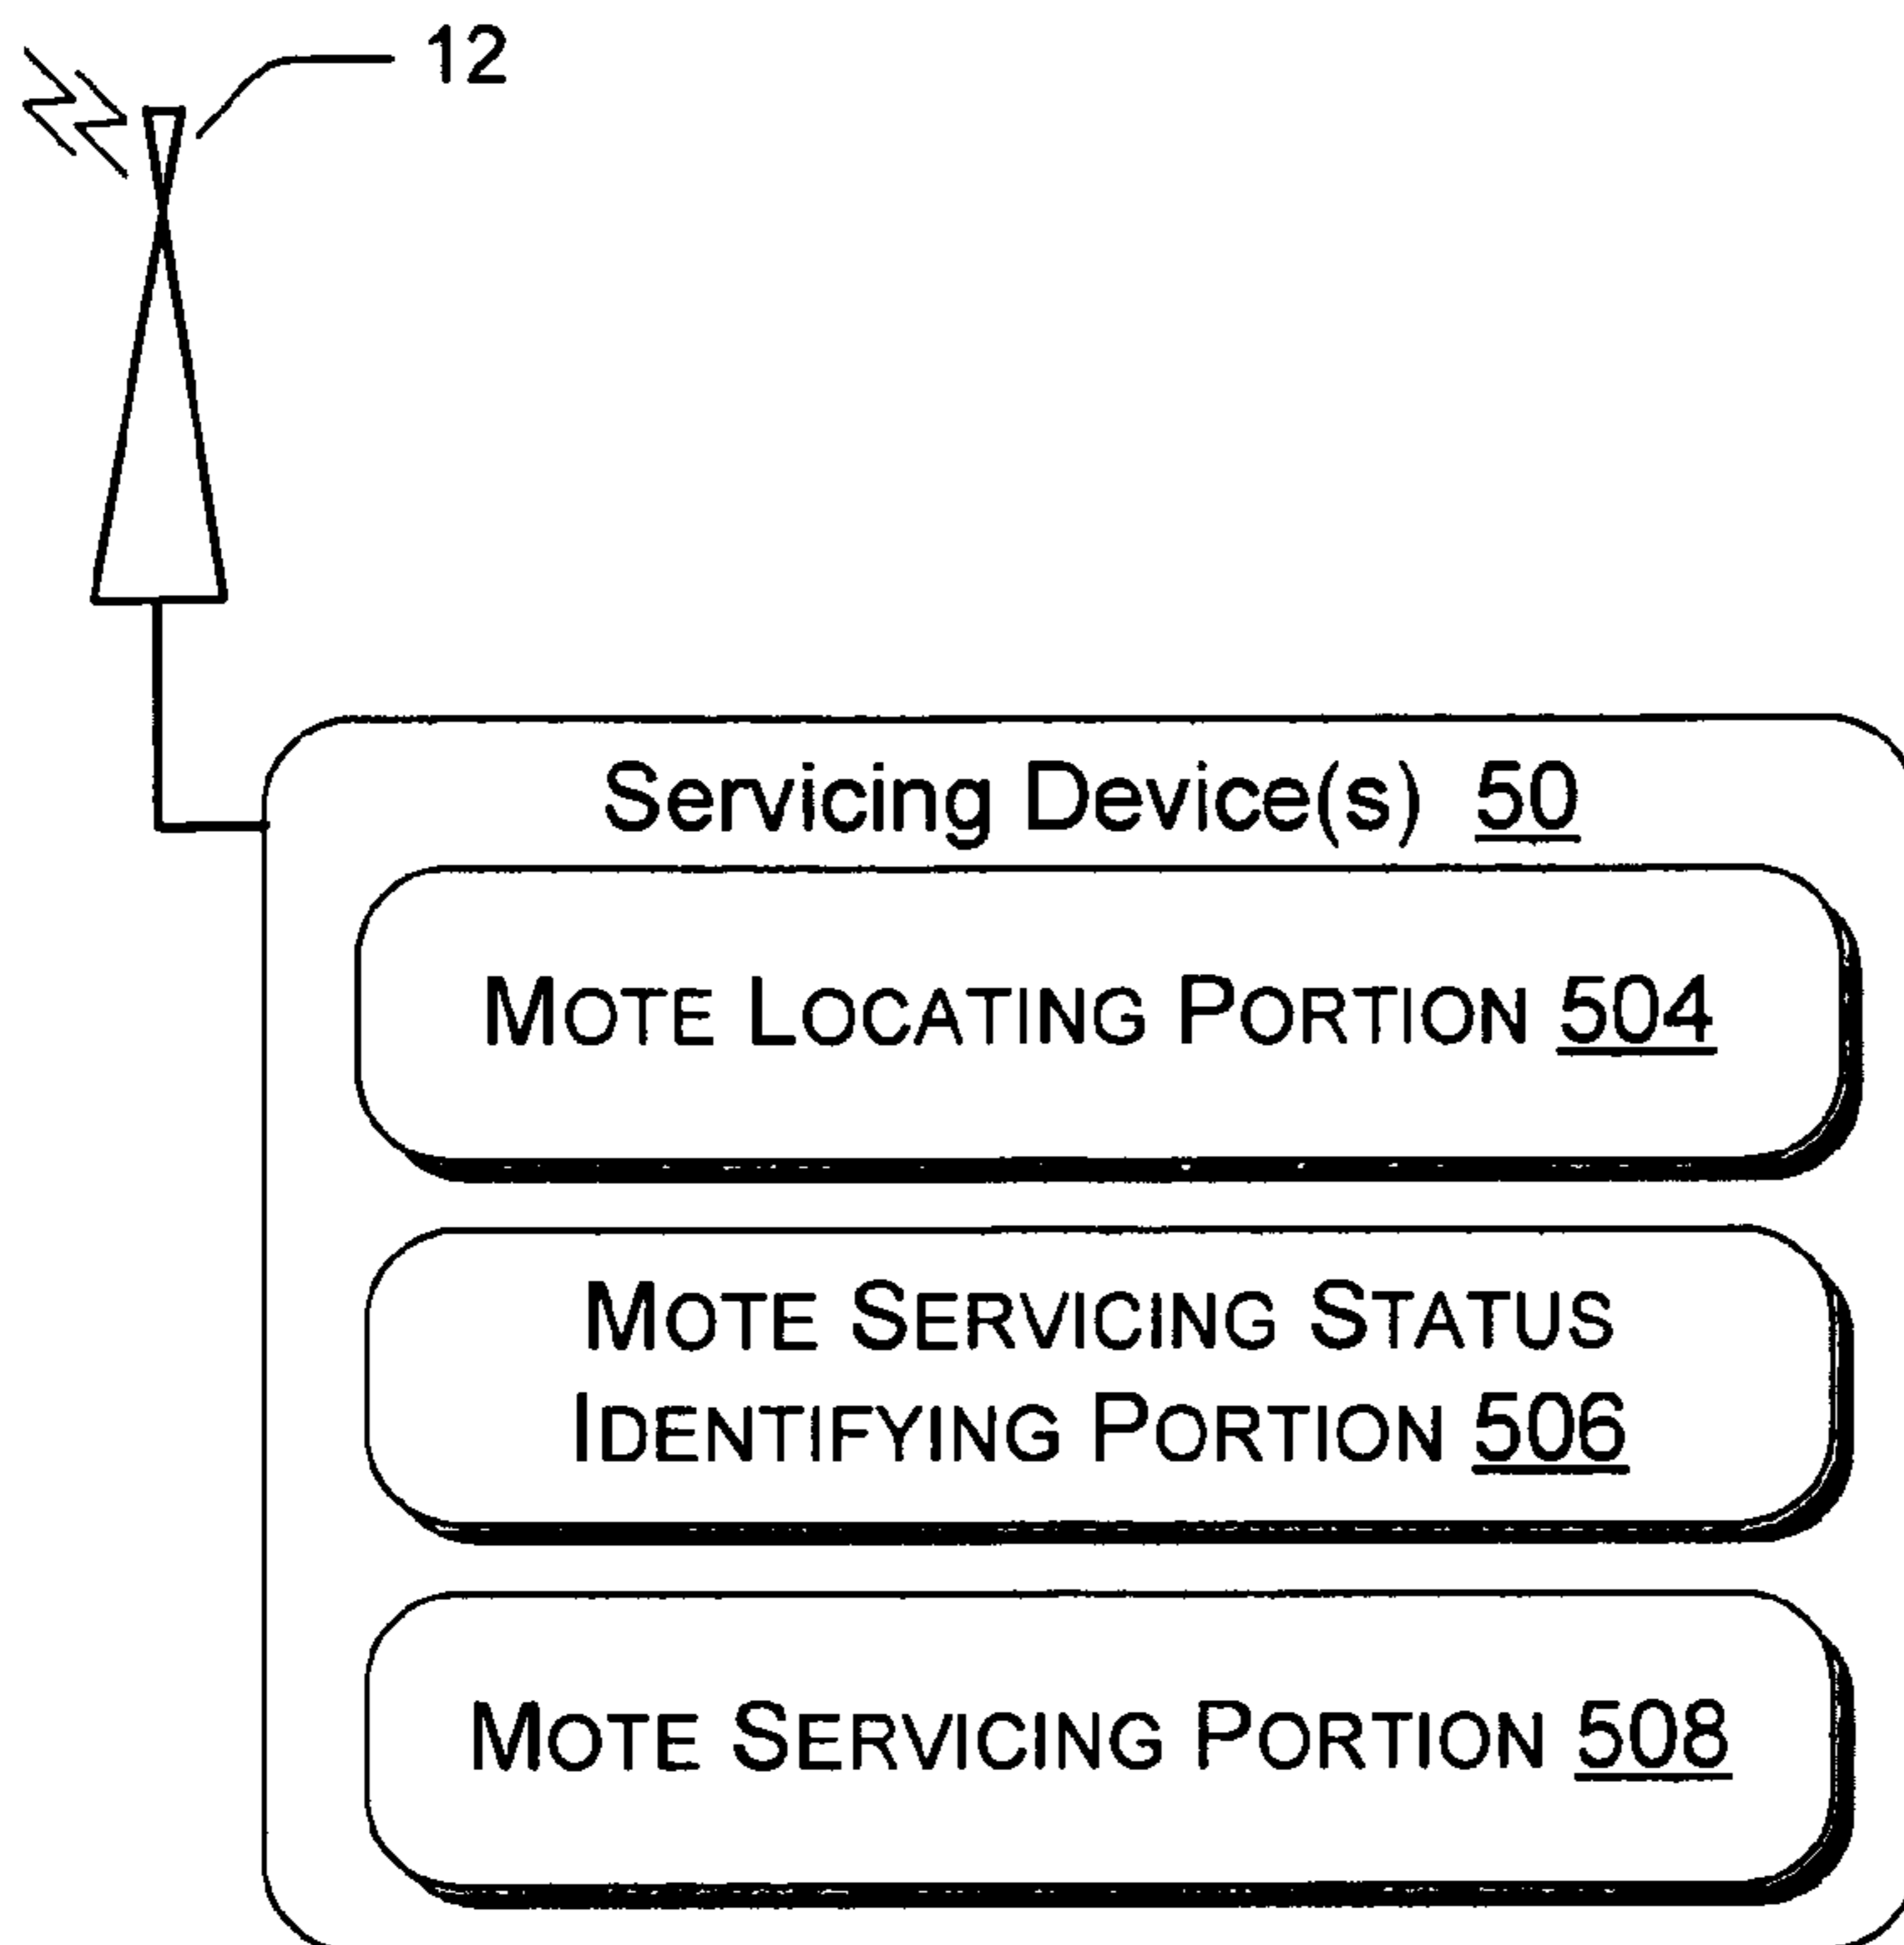 12
Servicing Device(s) 50
MOTE LOCATING PORTION 504
MOTE SERVICING STATUS
IDENTIFYING PORTION 506
MOTE SERVICING PORTION 508